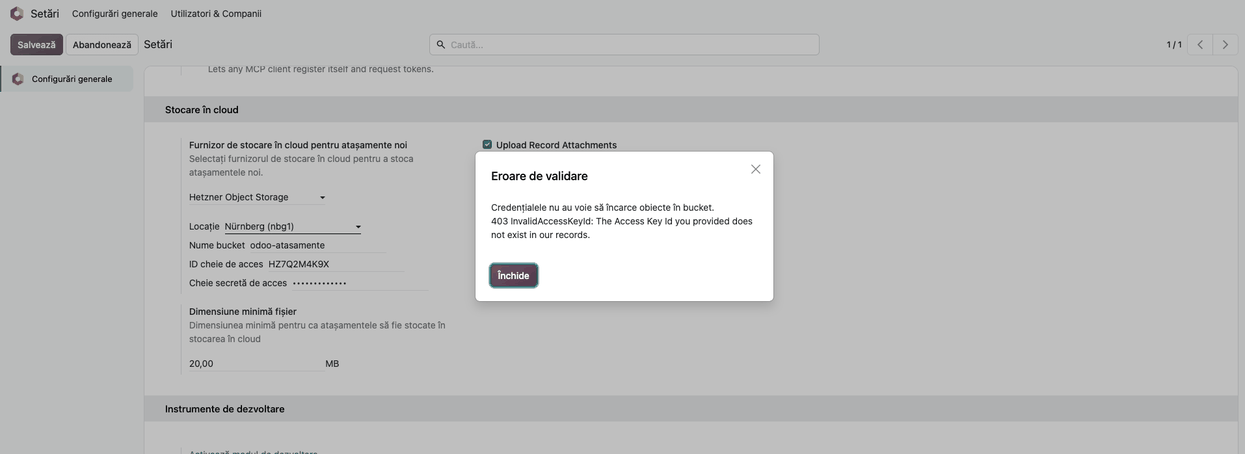 Setări Configurări generale Utilizatori & Companii
Salvează Abandonează Setări Caută... 1 / 1
Configurări generale
Lets any MCP client register itself and request tokens.
Stocare în cloud
Furnizor de stocare în cloud pentru atașamente noi
Selectați furnizorul de stocare în cloud pentru a stoca
atașamentele noi.
Hetzner Object Storage
Locație Nürnberg (nbg1)
Nume bucket odoo-atasamente
ID cheie de acces HZ7Q2M4K9X
Cheie secretă de acces •••••••••••••
Dimensiune minimă fișier
Dimensiunea minimă pentru ca atașamentele să fie stocate în
stocarea în cloud
20,00 MB
Upload Record Attachments
Eroare de validare
Credențialele nu au voie să încarce obiecte în bucket.
403 InvalidAccessKeyId: The Access Key Id you provided does
not exist in our records.
Închide
Instrumente de dezvoltare
Activează modul de dezvoltare